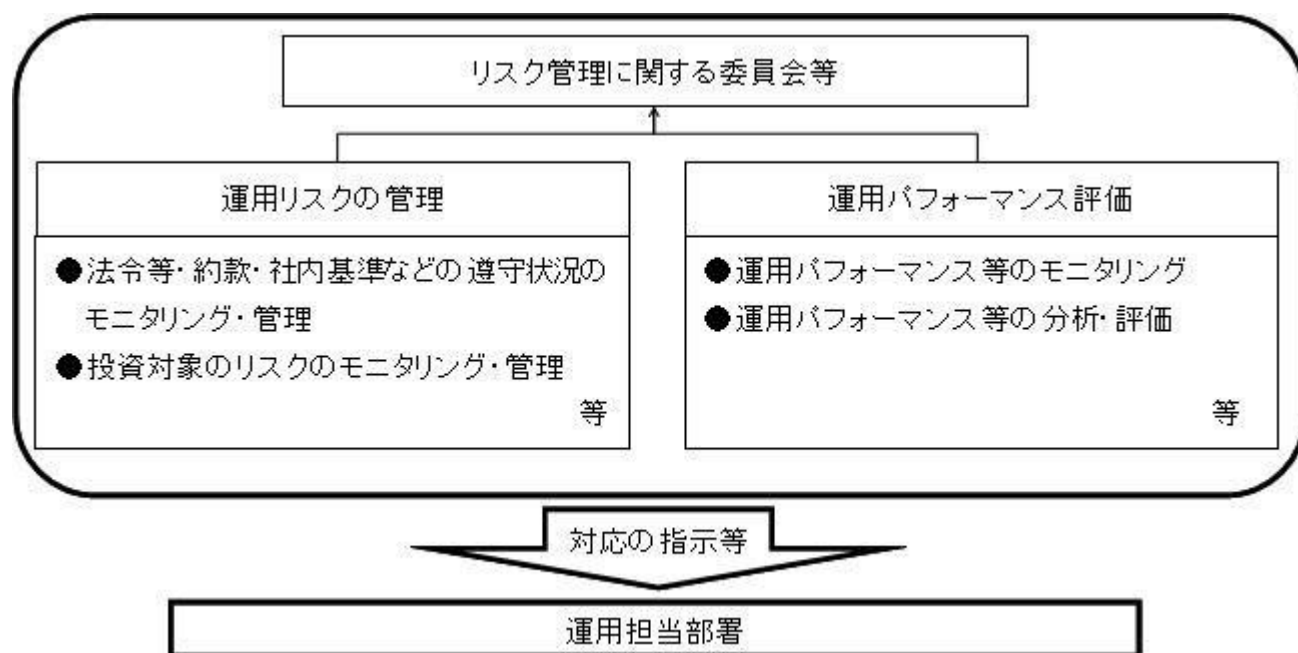 リスク管理に関する委員会等
運用リスクの管理
●法令等・約款・社内基準などの遵守状況の
モニタリング・管理
●投資対象のリスクのモニタリング・管理
等
運用パフォーマンス評価
●運用パフォーマンス等のモニタリング
●運用パフォーマンス等の分析・評価
等
対応の指示等
運用担当部署